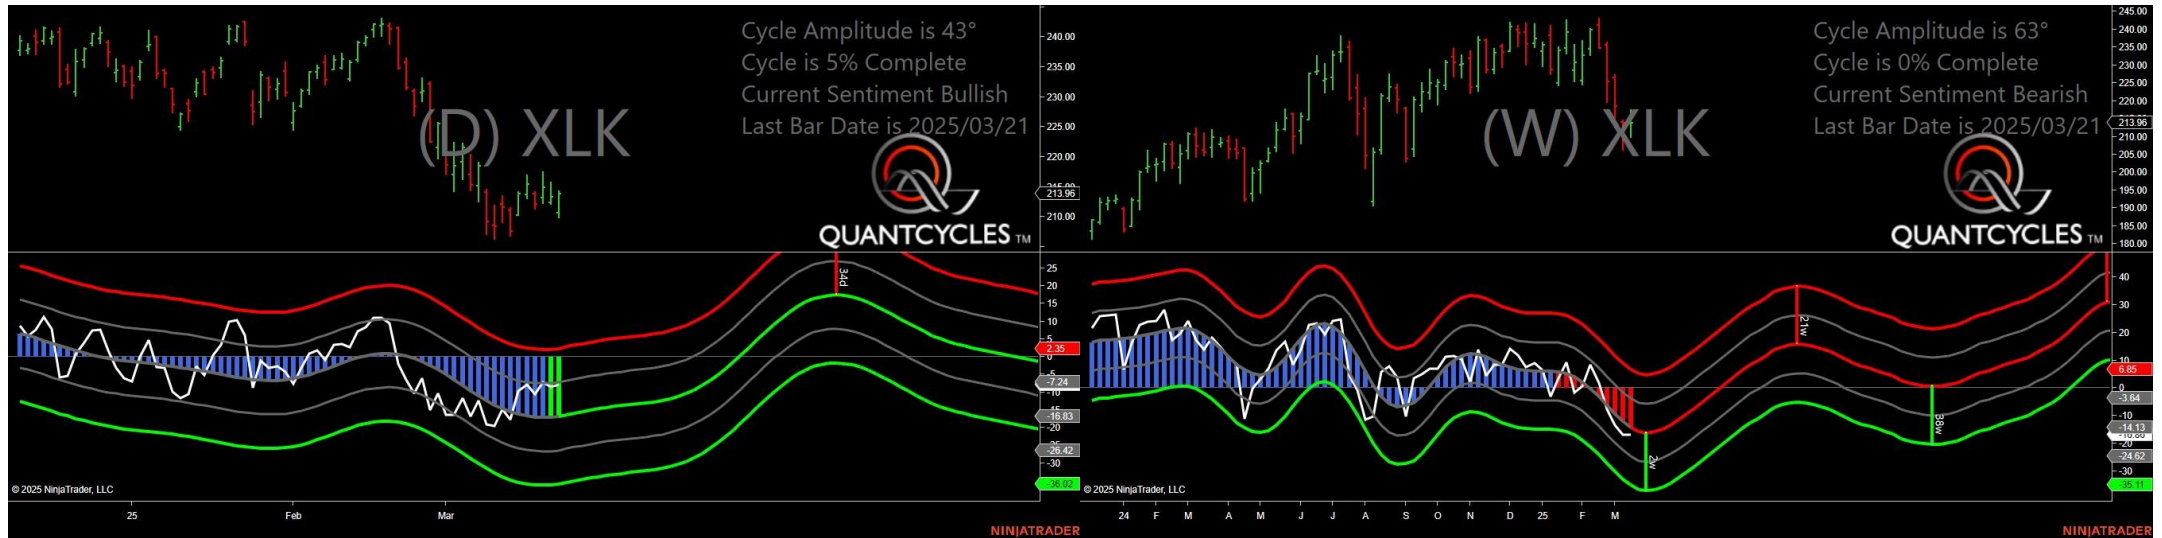 Cycle Amplitude is 43°
Cycle is 5% Complete
Current Sentiment Bullish
Last Bar Date is 2025/03/21
(D) XLK
QUANTCYCLES TM
240.00
235.00
230.00
225.00
220.00
215.00
213.96
210.00
34d
25
20
15
10
5
2.35
0
-5
-7.24
-10
-15
-16.83
-20
-25
-26.42
-30
-36.02
© 2025 NinjaTrader, LLC
25 Feb Mar
NINJATRADER
Cycle Amplitude is 63°
Cycle is 0% Complete
Current Sentiment Bearish
Last Bar Date is 2025/03/21
(W) XLK
QUANTCYCLES TM
245.00
240.00
235.00
230.00
225.00
220.00
213.96
210.00
205.00
200.00
195.00
190.00
185.00
180.00
21w
38w
2w
40
30
20
10
6.85
0
-3.64
-10
-14.13
-20
-24.62
-30
-35.11
© 2025 NinjaTrader, LLC
24 F M A M J J A S O N D 25 F M
NINJATRADER